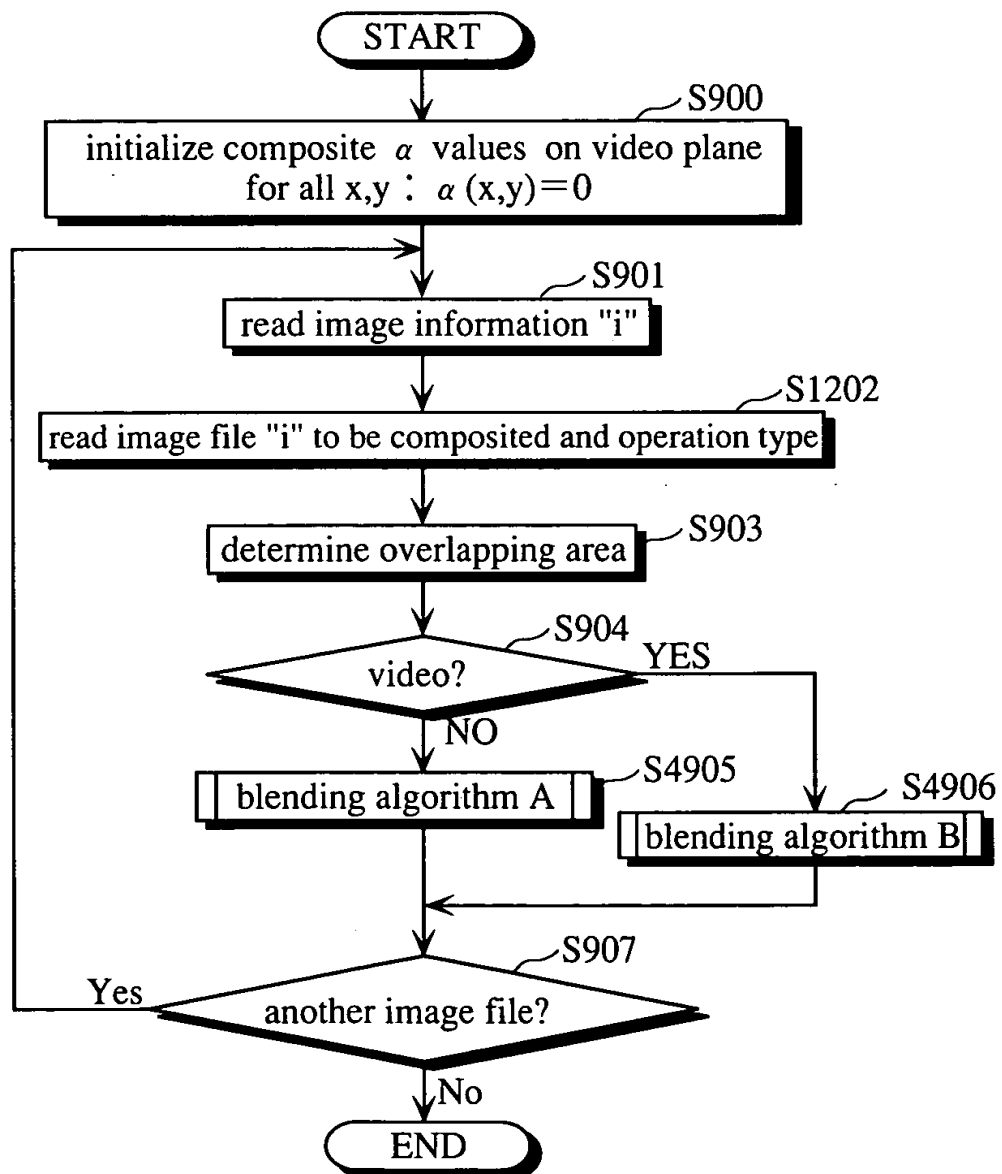 START
S900
initialize composite α values on video plane
for all x,y : α (x,y)=0
S901
read image information "i"
S1202
read image file "i" to be composited and operation type
S903
determine overlapping area
S904
video?
YES
NO
S4905
blending algorithm A
S4906
blending algorithm B
S907
Yes
another image file?
No
END